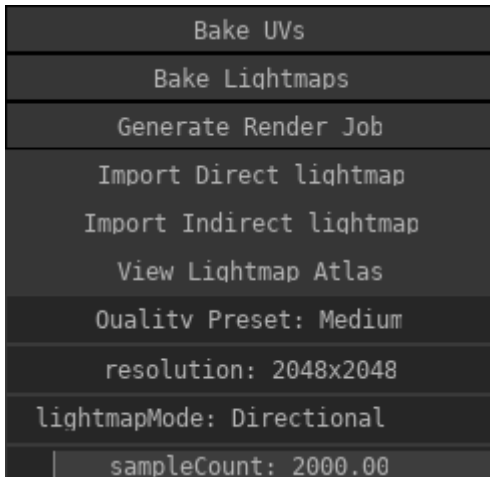 Bake UVs
Bake Lightmaps
Generate Render Job
Import Direct lightmap
Import Indirect lightmap
View Lightmap Atlas
Quality Preset: Medium
resolution: 2048x2048
lightmapMode: Directional
sampleCount: 2000.00